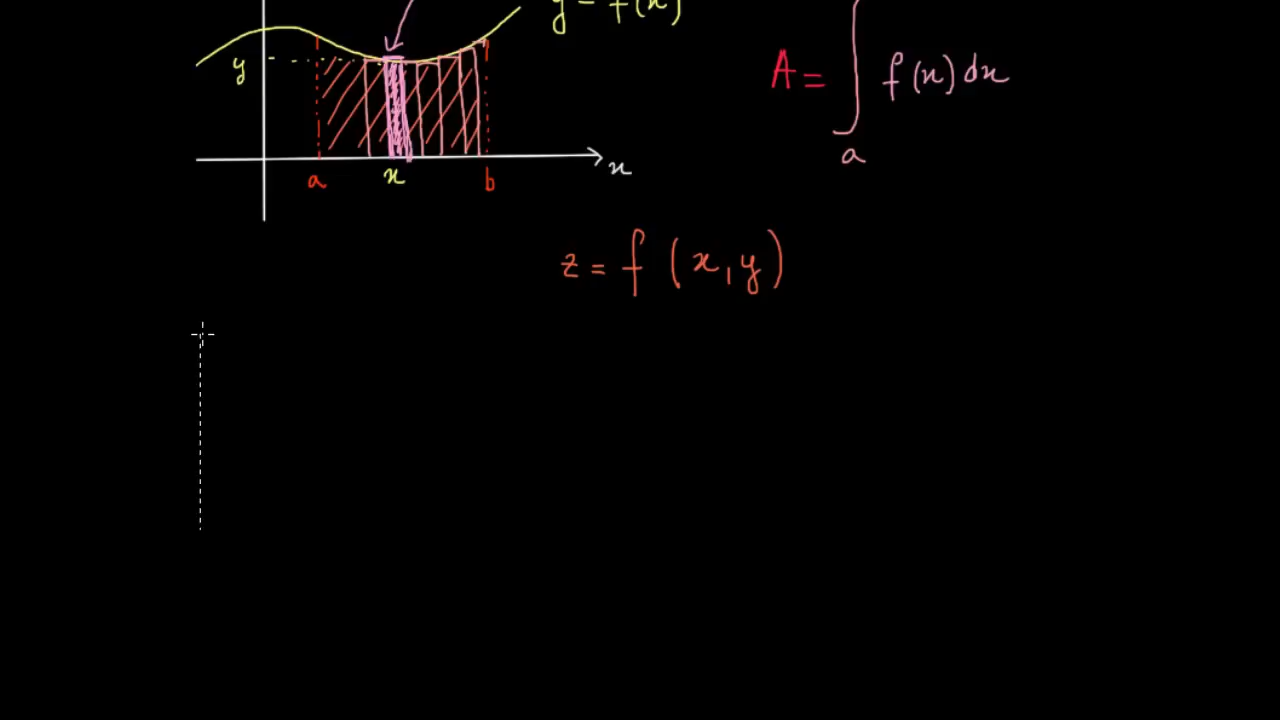 y = f(x)
y
A = ∫ f(x) dx
a
a x b
x
z = f (x, y)